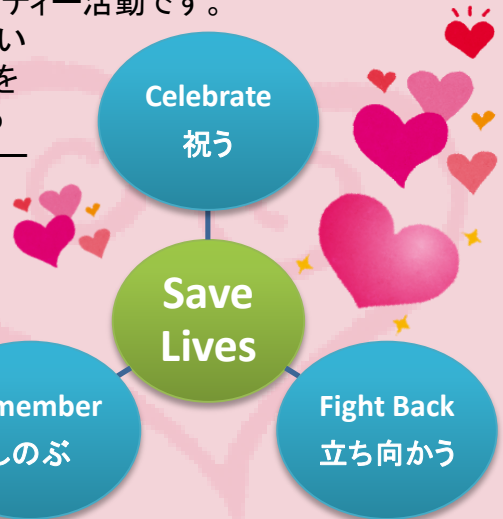 ティー活動です。
い
を
Celebrate
祝う
Save
Lives
member
のぶ
Fight Back
立ち向かう